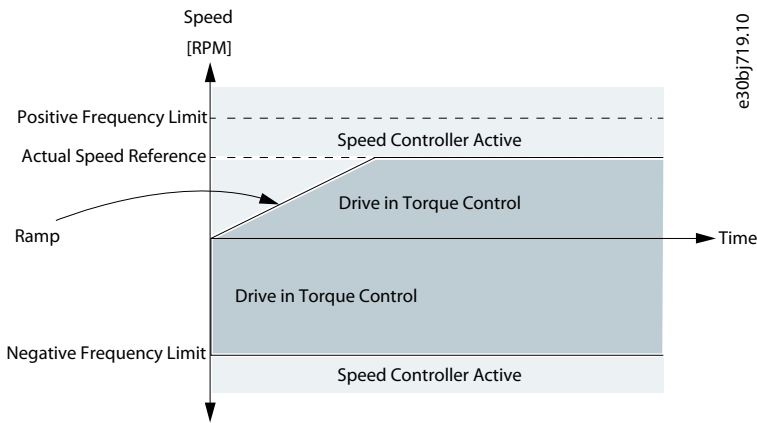 Speed
[RPM]
e30bj719.10
Positive Frequency Limit
Speed Controller Active
Actual Speed Reference
Drive in Torque Control
Ramp
Time
Drive in Torque Control
Negative Frequency Limit
Speed Controller Active